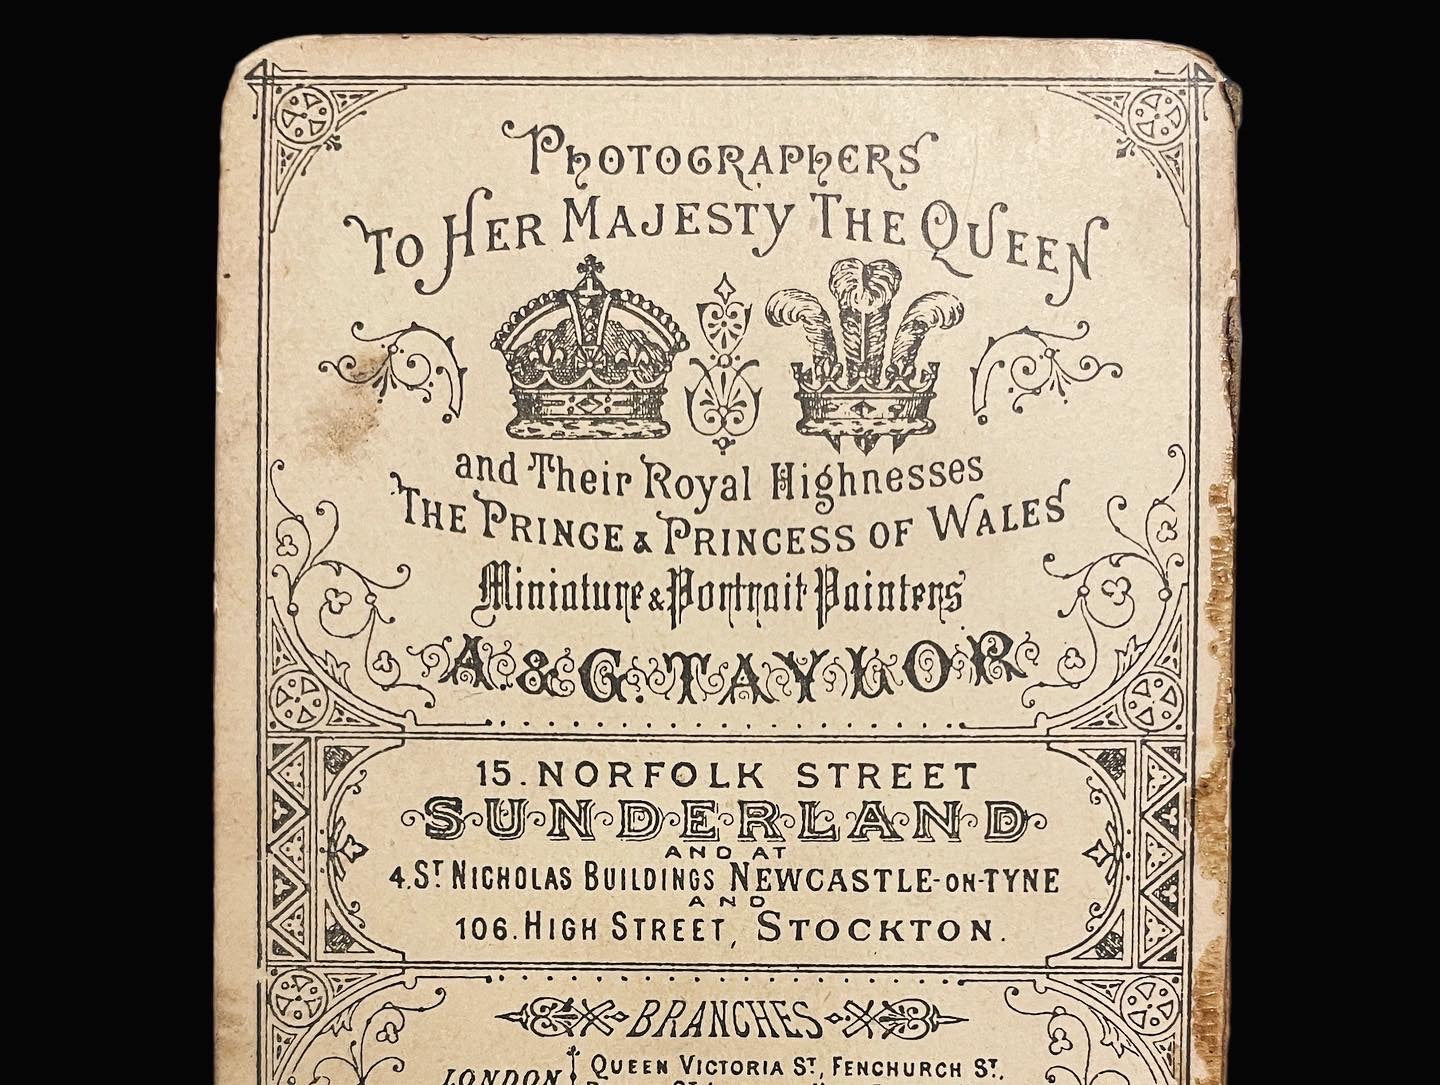 Photographers
To Her Majesty The Queen
and Their Royal Highnesses
The Prince & Princess of Wales
Miniature & Portrait Painters
A. & G. TAYLOR
15. NORFOLK STREET
SUNDERLAND
AND AT
4. ST NICHOLAS BUILDINGS NEWCASTLE-ON-TYNE
AND
106. HIGH STREET, STOCKTON.
BRANCHES
LONDON QUEEN VICTORIA ST, FENCHURCH ST.